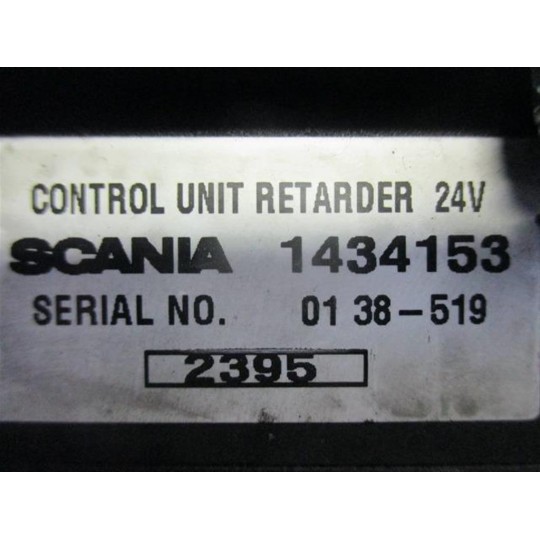 CONTROL UNIT RETARDER 24V
SCANIA 1434153
SERIAL NO. 01 38-519
2395